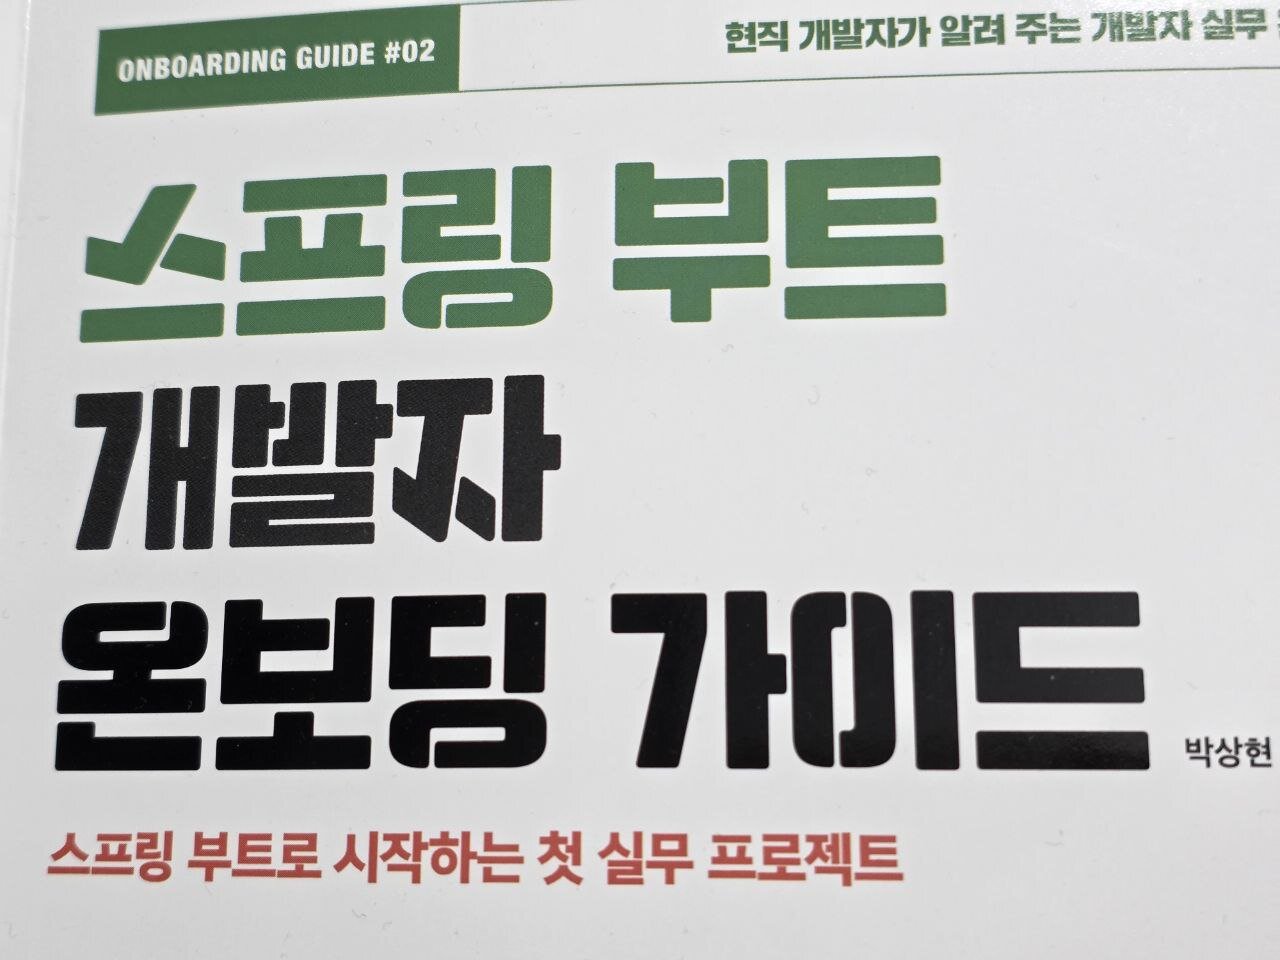 ONBOARDING GUIDE #02
현직 개발자가 알려 주는 개발자 실무
스프링 부트
개발자
온보딩 가이드
박상현
스프링 부트로 시작하는 첫 실무 프로젝트